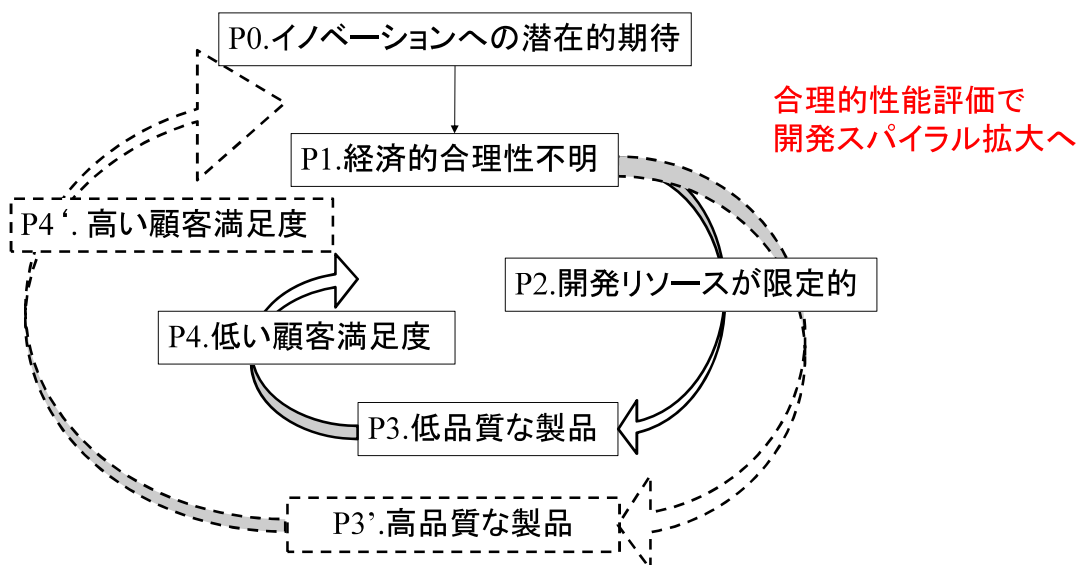 P0.イノベーションへの潜在的期待
合理的性能評価で
開発スパイラル拡大へ
P1.経済的合理性不明
P4‘. 高い顧客満足度
P2.開発リソースが限定的
P4.低い顧客満足度
P3.低品質な製品
P3’.高品質な製品